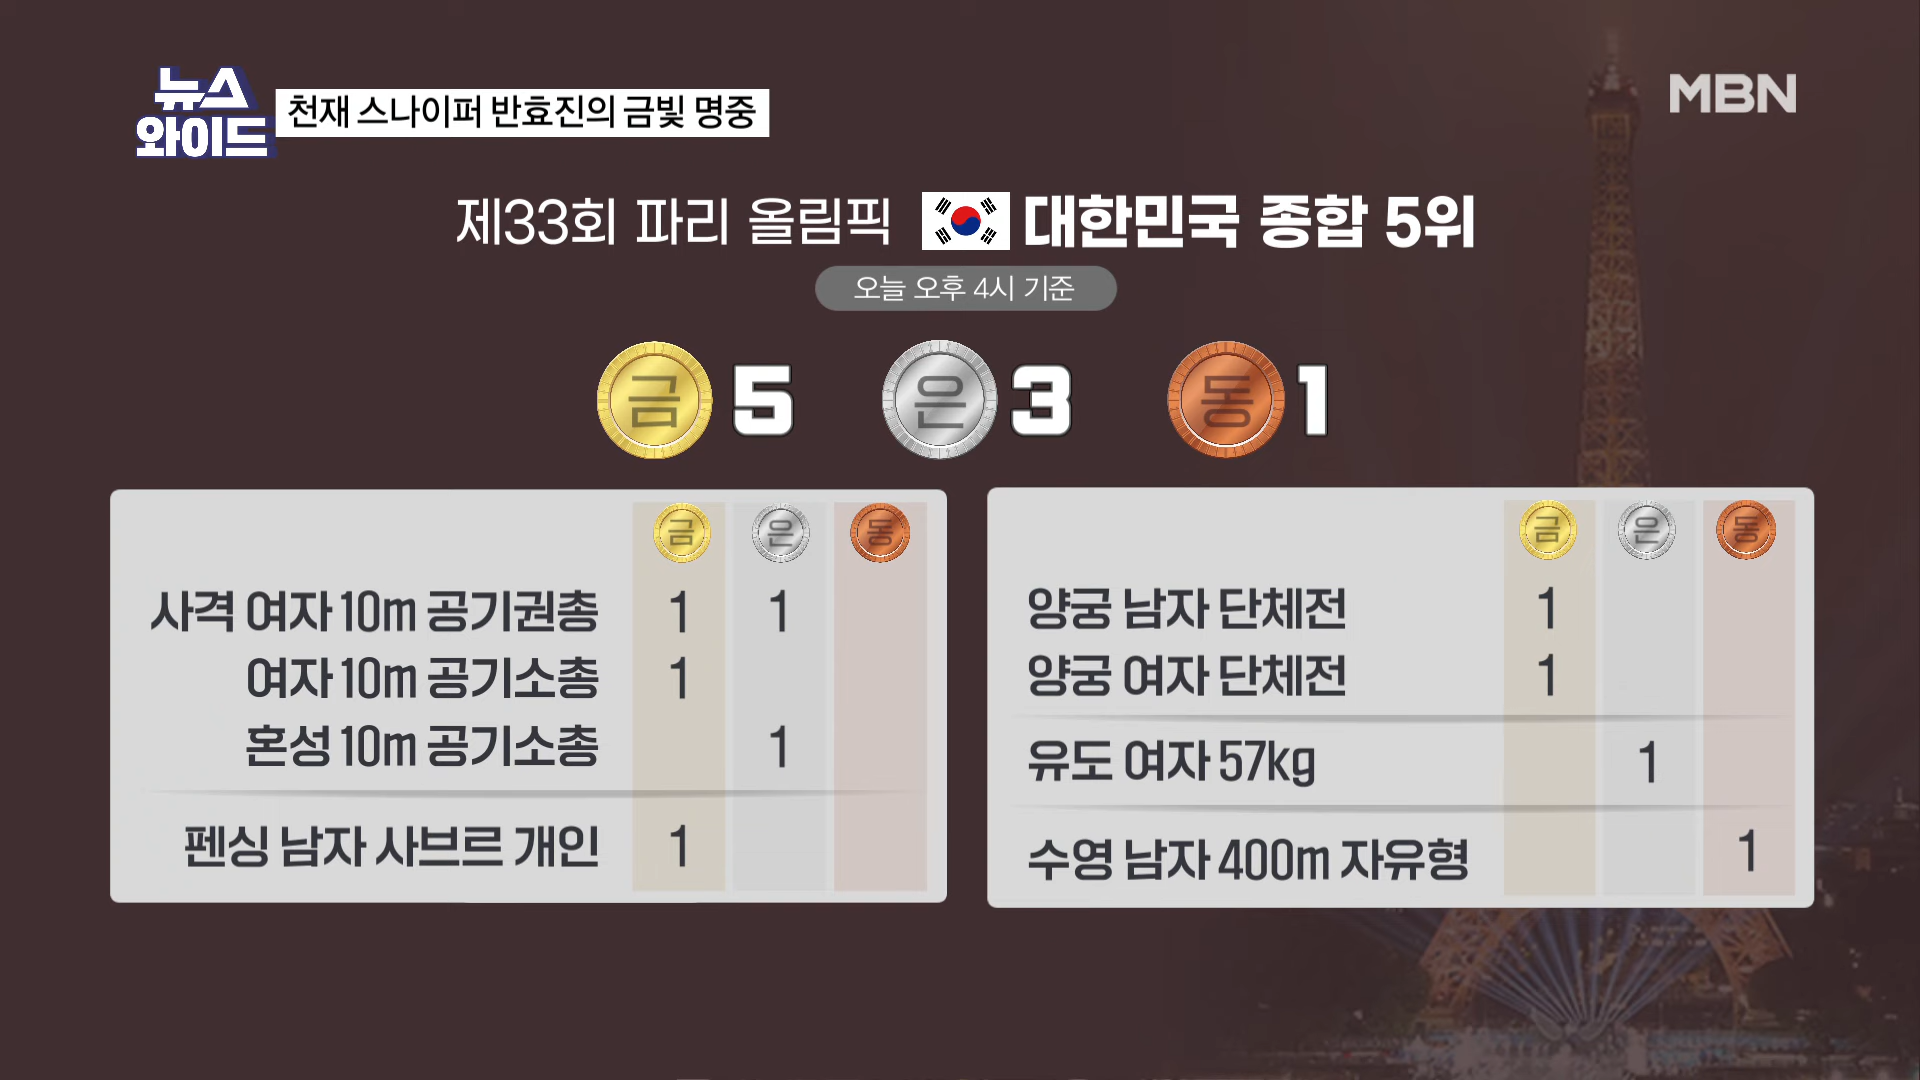 뉴스
와이드
천재 스나이퍼 반효진의 금빛 명중
MBN
제33회 파리 올림픽 대한민국 종합 5위
오늘 오후 4시 기준
금 5 은 3 동 1
금 은 동
사격 여자 10m 공기권총 1 1
여자 10m 공기소총 1
혼성 10m 공기소총 1
펜싱 남자 사브르 개인 1
금 은 동
양궁 남자 단체전 1
양궁 여자 단체전 1
유도 여자 57kg 1
수영 남자 400m 자유형 1